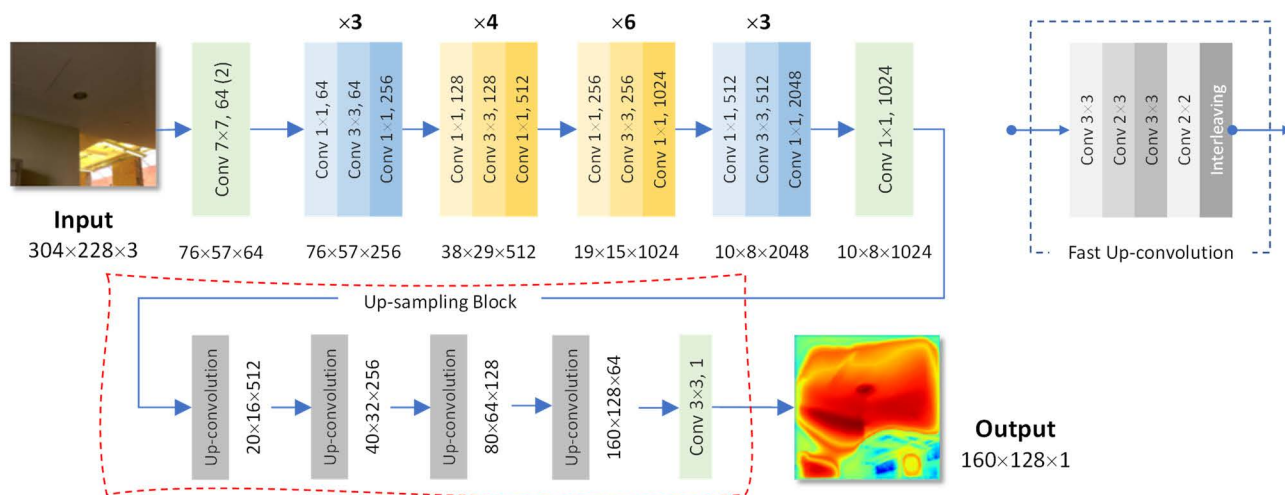 ×3
×4
×6
×3
Conv 7×7, 64 (2)
Conv 1×1, 64
Conv 3×3, 64
Conv 1×1, 256
Conv 1×1, 128
Conv 3×3, 128
Conv 1×1, 512
Conv 1×1, 256
Conv 3×3, 256
Conv 1×1, 1024
Conv 1×1, 512
Conv 3×3, 512
Conv 1×1, 2048
Conv 1×1, 1024
Conv 3×3
Conv 2×3
Conv 3×3
Conv 2×2
Interleaving
Input
304×228×3
76×57×64
76×57×256
38×29×512
19×15×1024
10×8×2048
10×8×1024
Fast Up-convolution
Up-sampling Block
Up-convolution
20×16×512
Up-convolution
40×32×256
Up-convolution
80×64×128
Up-convolution
160×128×64
Conv 3×3, 1
Output
160×128×1